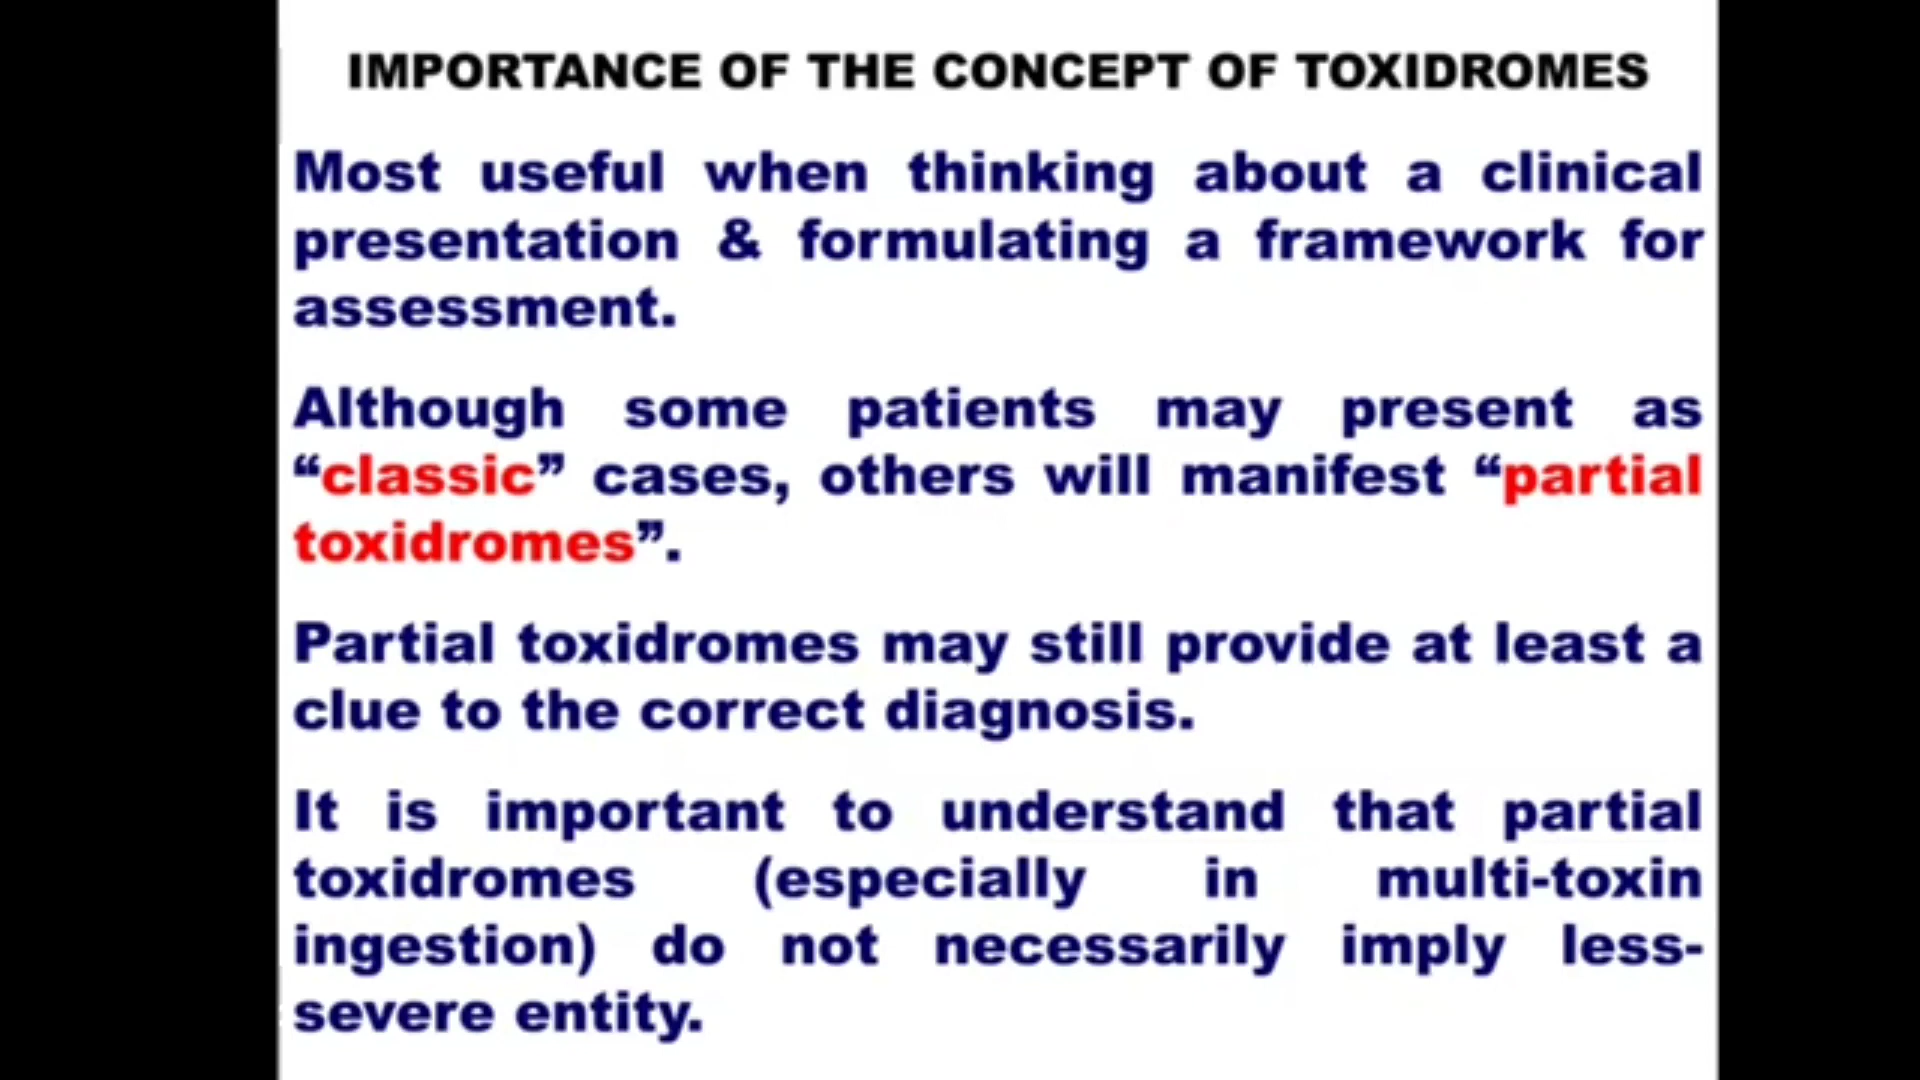 IMPORTANCE OF THE CONCEPT OF TOXIDROMES
Most useful when thinking about a clinical
presentation & formulating a framework for
assessment.
Although some patients may present as
“classic” cases, others will manifest “partial
toxidromes”.
Partial toxidromes may still provide at least a
clue to the correct diagnosis.
It is important to understand that partial
toxidromes (especially in multi-toxin
ingestion) do not necessarily imply less-
severe entity.